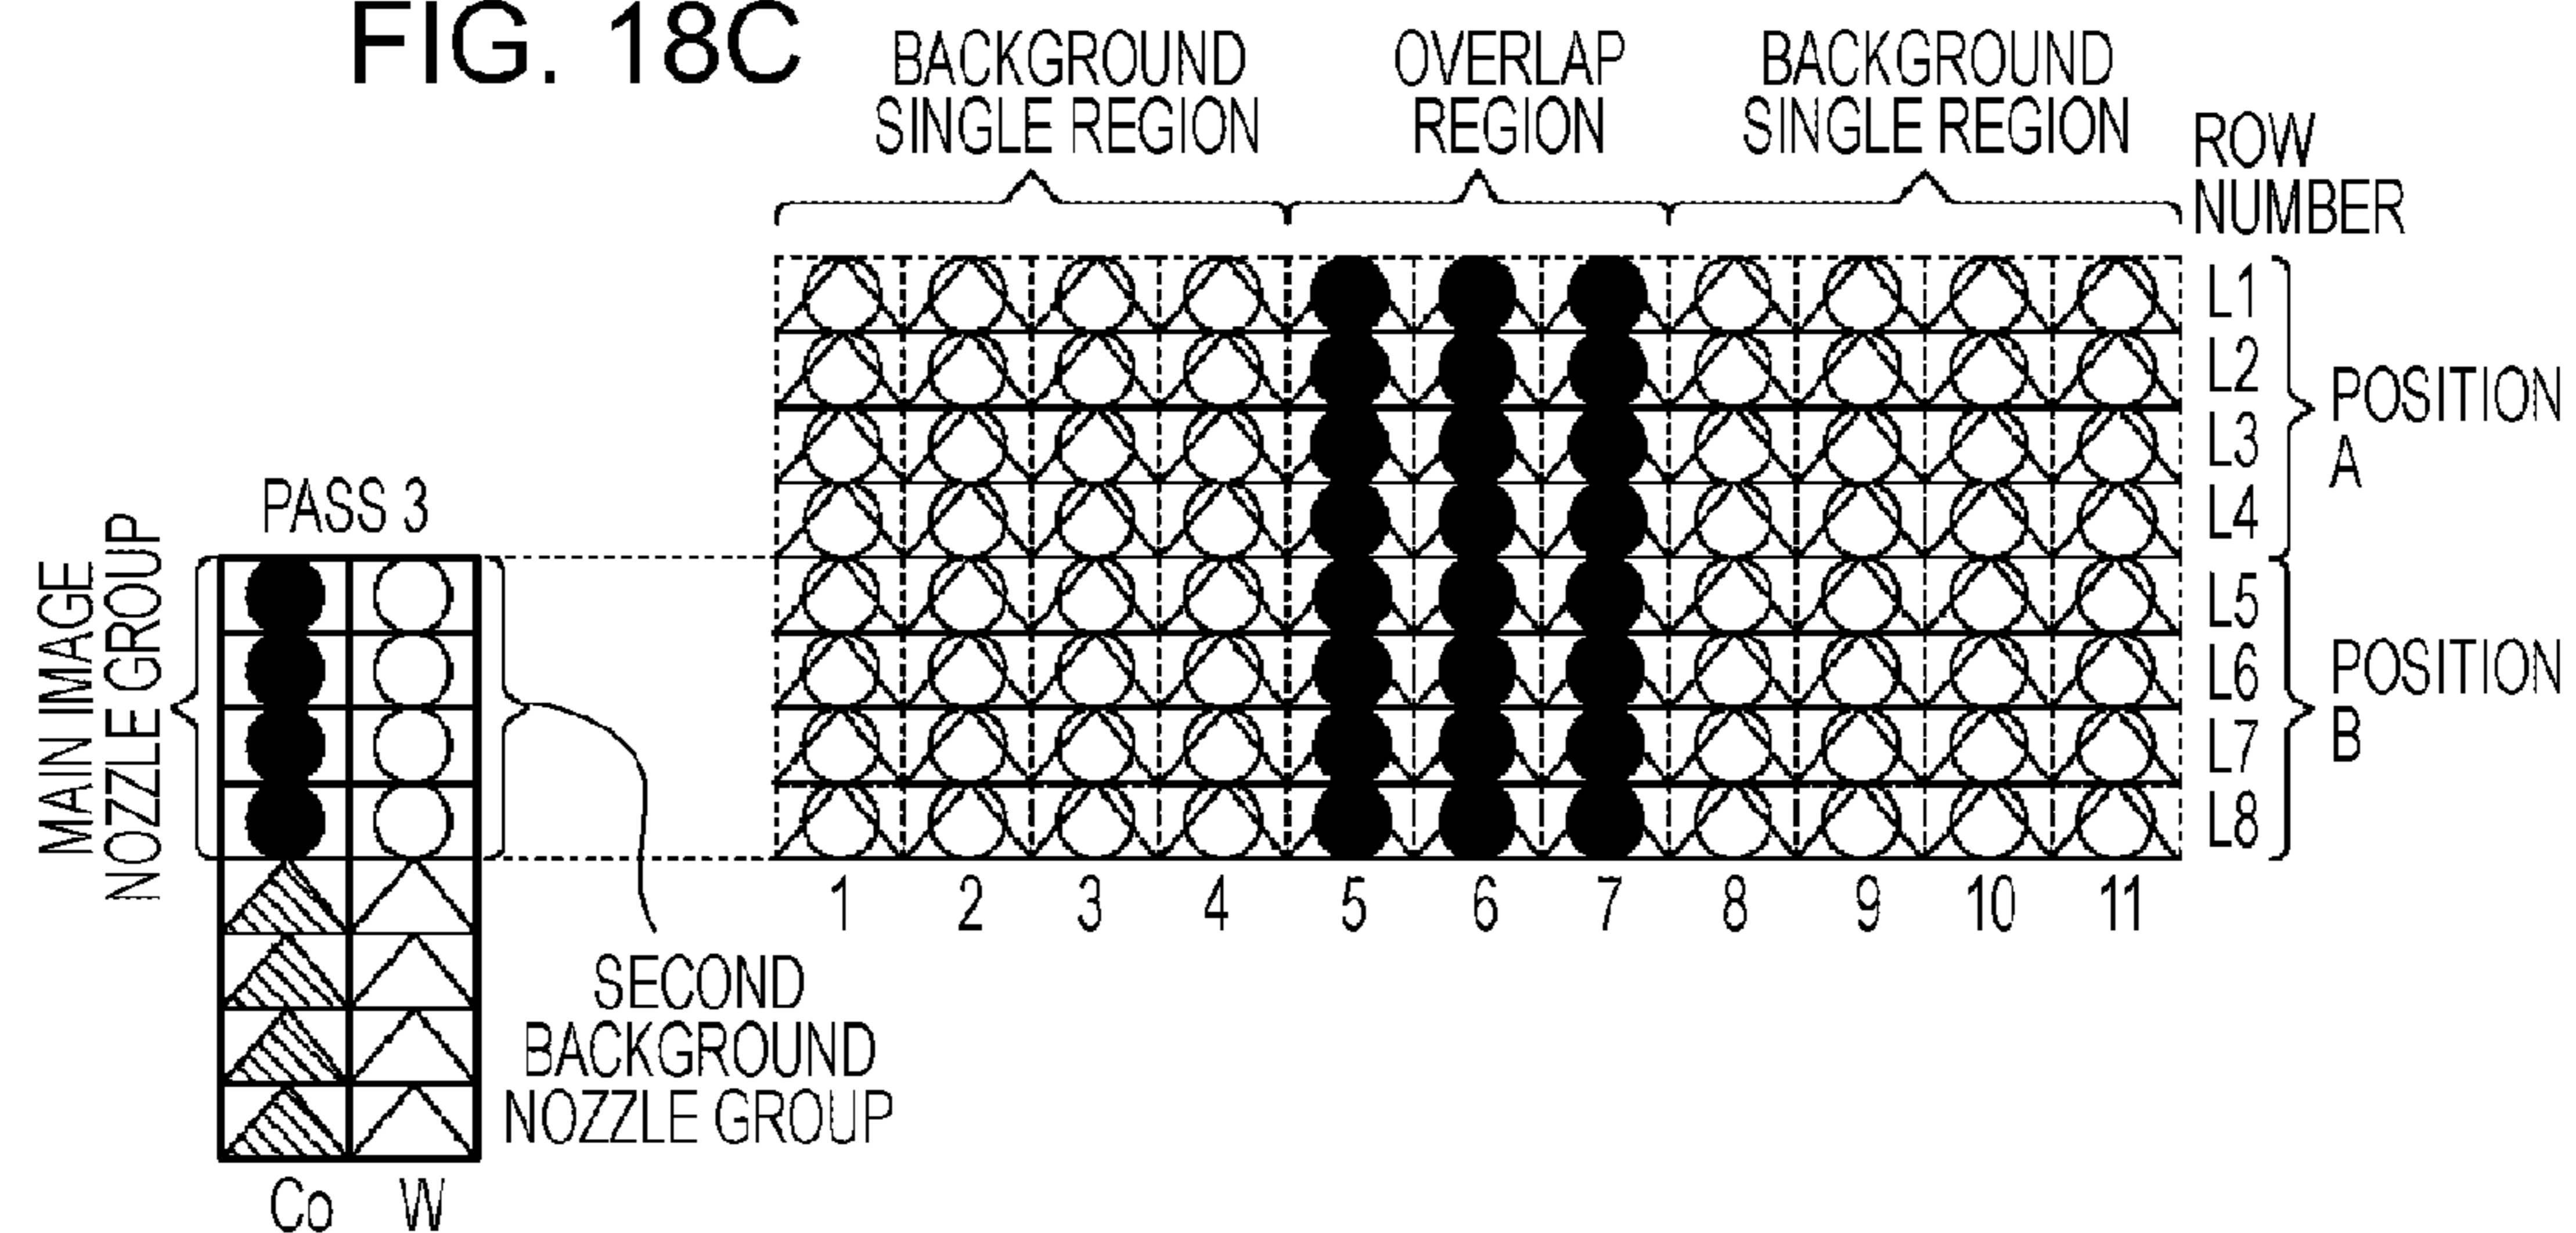 FIG. 18C
BACKGROUND
SINGLE REGION
OVERLAP
REGION
BACKGROUND
SINGLE REGION
ROW
NUMBER
L1
L2
L3
L4
L5
L6
L7
L8
POSITION
A
POSITION
B
1 2 3 4 5 6 7 8 9 10 11
PASS 3
MAIN IMAGE
NOZZLE GROUP
SECOND
BACKGROUND
NOZZLE GROUP
Co W